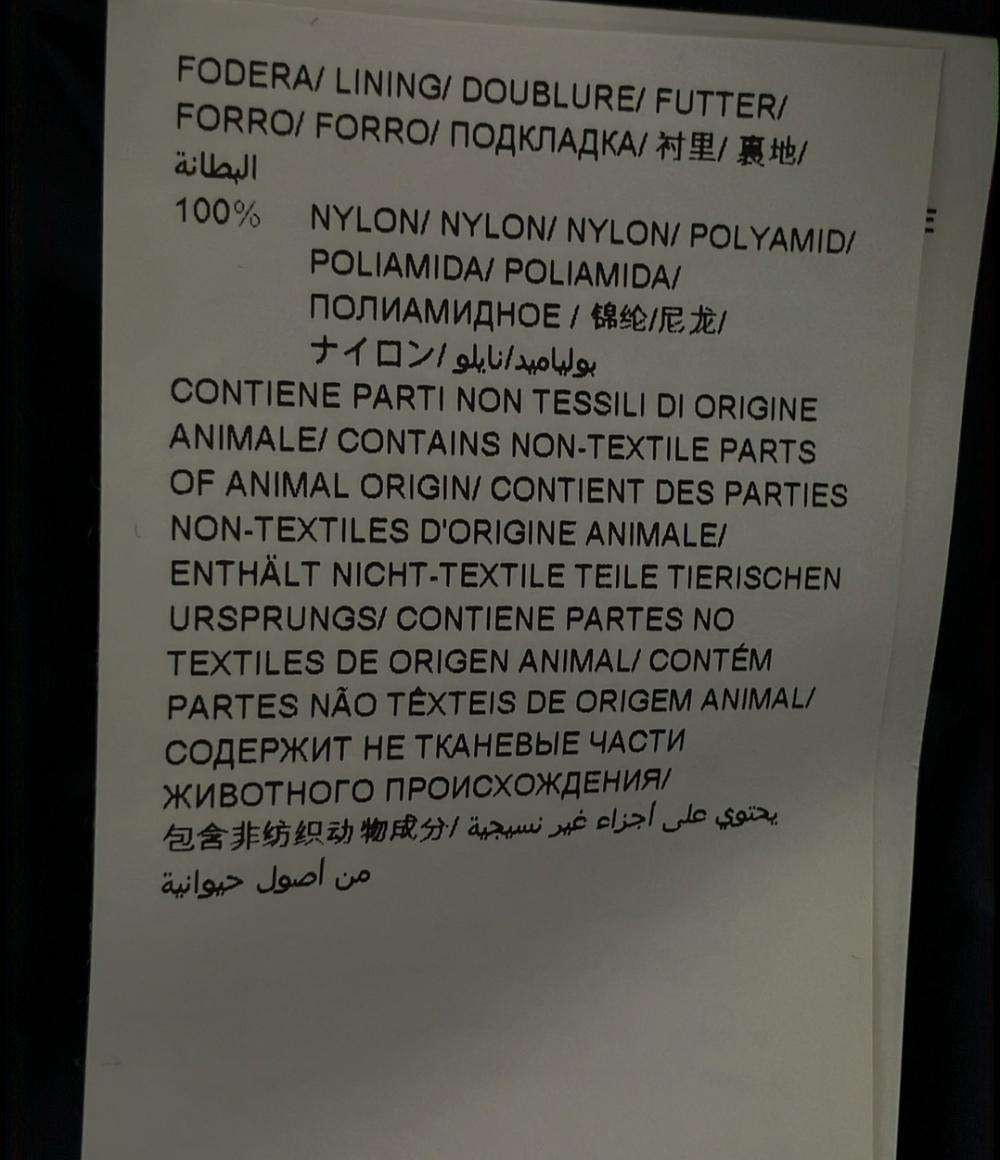 FODERA/ LINING/ DOUBLURE/ FUTTER/
FORRO/ FORRO/ ПОДКЛАДКА/ 衬里/ 裏地/
البطانة
100% NYLON/ NYLON/ NYLON/ POLYAMID/
POLIAMIDA/ POLIAMIDA/
ПОЛИАМИДНОЕ / 锦纶/尼龙/
ナイロン/ بولياميد/نايلو
CONTIENE PARTI NON TESSILI DI ORIGINE
ANIMALE/ CONTAINS NON-TEXTILE PARTS
OF ANIMAL ORIGIN/ CONTIENT DES PARTIES
NON-TEXTILES D'ORIGINE ANIMALE/
ENTHÄLT NICHT-TEXTILE TEILE TIERISCHEN
URSPRUNGS/ CONTIENE PARTES NO
TEXTILES DE ORIGEN ANIMAL/ CONTÉM
PARTES NÃO TÊXTEIS DE ORIGEM ANIMAL/
СОДЕРЖИТ НЕ ТКАНЕВЫЕ ЧАСТИ
ЖИВОТНОГО ПРОИСХОЖДЕНИЯ/
包含非纺织动物成分/ يحتوي على أجزاء غير نسيجية
من أصول حيوانية
E